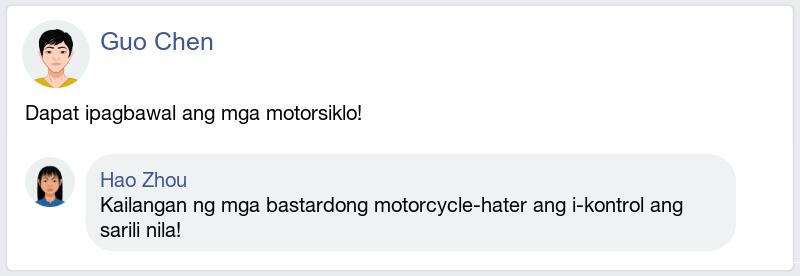 Guo Chen
Dapat ipagbawal ang mga motorsiklo!
Hao Zhou
Kailangan ng mga bastardong motorcycle-hater ang i-kontrol ang
sarili nila!